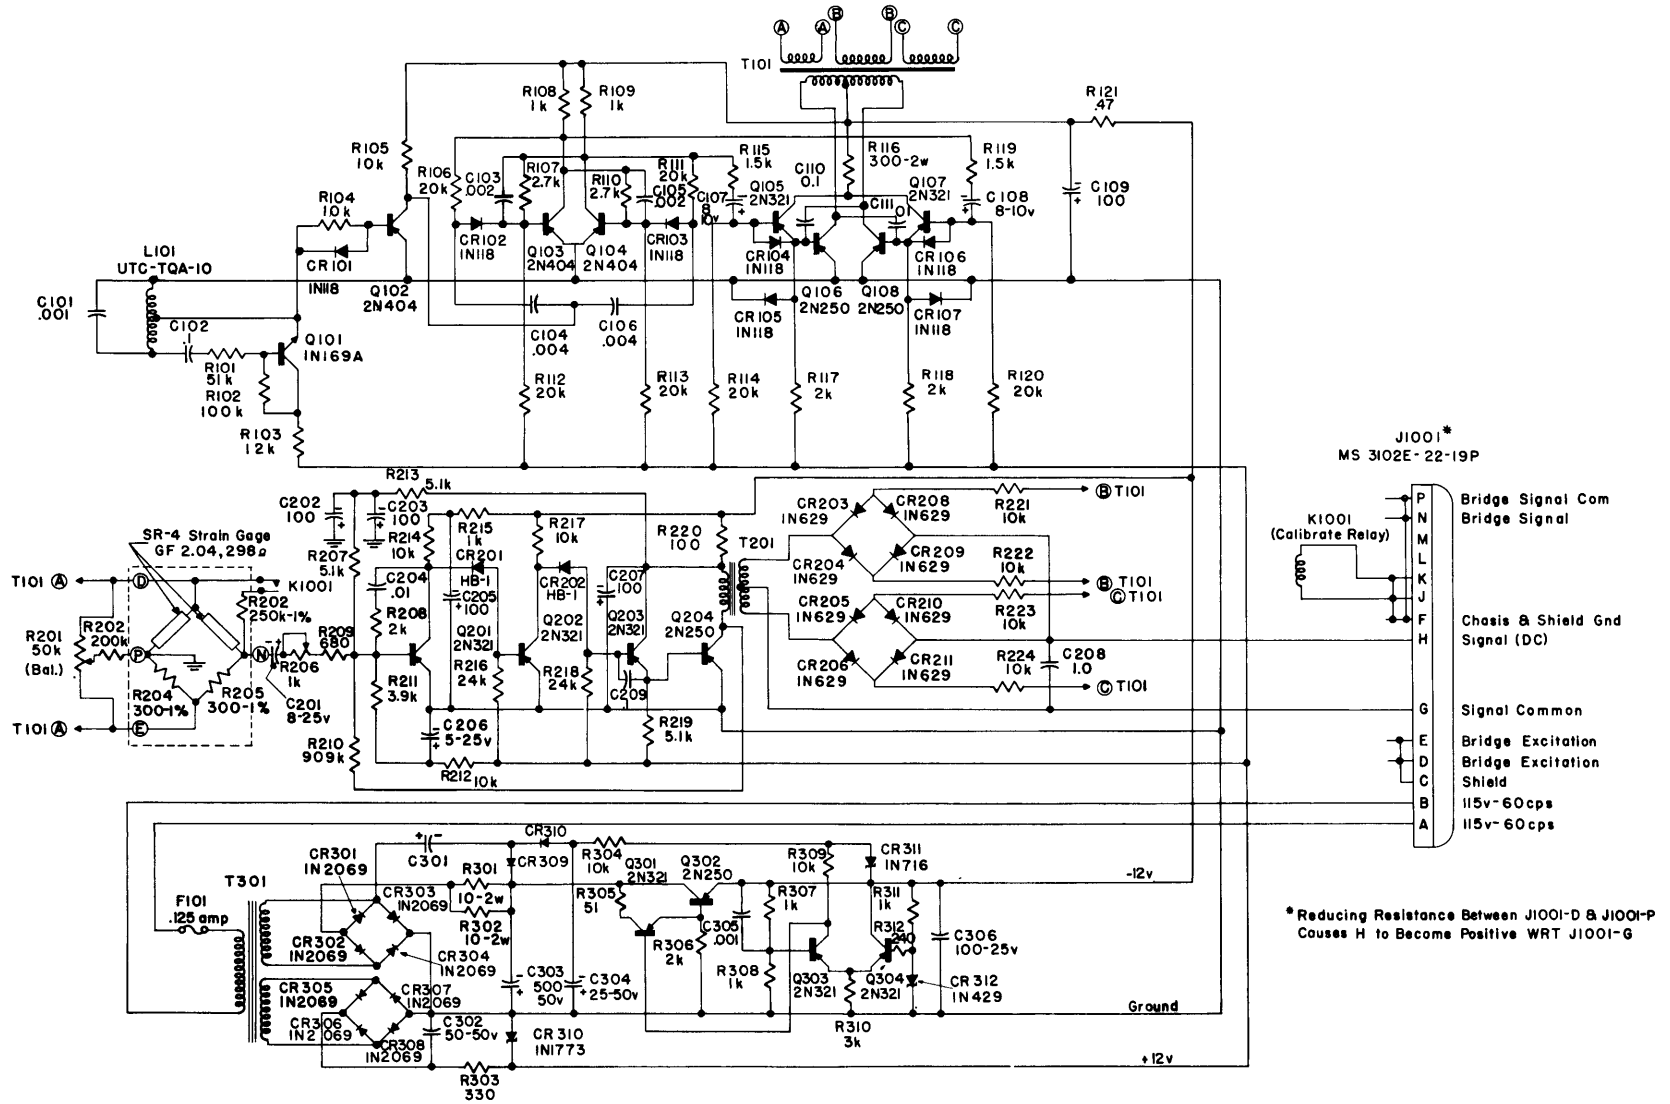 A A B B C C
T101
R121
.47
R108
1k
R109
1k
R105
10k
R106
20k
C103
.002
R107
2.7k
R110
2.7k
R111
20k
C105
.002
R115
1.5k
C107
8
10v
C110
0.1
R116
300-2w
R119
1.5k
Q105
2N321
Q107
2N321
C108
8-10v
C109
100
R104
10k
C111
.01
CR101
1N118
CR102
1N118
Q103
2N404
Q104
2N404
CR103
1N118
CR104
1N118
CR106
1N118
L101
UTC-TQA-10
C101
.001
Q102
2N404
Q106
2N250
Q108
2N250
CR105
1N118
CR107
1N118
C102
.1
Q101
1N169A
C104
.004
C106
.004
R101
51k
R102
100k
R103
12k
R112
20k
R113
20k
R114
20k
R117
2k
R118
2k
R120
20k
J1001*
MS 3102E-22-19P
R213
5.1k
C202
100
C203
100
R214
10k
R215
1k
R217
10k
R220
100
CR203
1N629
CR208
1N629
R221
10k
B T101
SR-4 Strain Gage
GF 2.04,298Ω
R207
5.1k
CR201
HB-1
C204
.01
C205
100
CR202
HB-1
C207
100
T201
CR204
1N629
CR209
1N629
R222
10k
B T101
C T101
T101 A
D
K1001
R202
250k-1%
R208
2k
Q201
2N321
Q202
2N321
Q203
2N321
Q204
2N250
CR205
1N629
CR210
1N629
R223
10k
R201
50k
(Bal.)
R202
200k
P
N
R209
680
R206
1k
C201
8-25v
R204
300-1%
R205
300-1%
R211
3.9k
R216
24k
R218
24k
C209
CR206
1N629
CR211
1N629
R224
10k
C208
1.0
C T101
T101 A
E
C206
5-25v
R219
5.1k
R210
909k
R212
10k
K1001
(Calibrate Relay)
P Bridge Signal Com
N Bridge Signal
M
L
K
J
F Chasis & Shield Gnd
H Signal (DC)
G Signal Common
E Bridge Excitation
D Bridge Excitation
C Shield
B 115v-60cps
A 115v-60cps
C301
CR310
CR309
R304
10k
Q301
2N321
Q302
2N250
R309
10k
CR311
1N716
CR301
1N2069
R301
10-2w
F101
.125 amp
T301
CR303
1N2069
R302
10-2w
R305
51
R307
1k
R311
1k
-12v
C305
.001
R306
2k
R312
240
C306
100-25v
CR302
1N2069
CR304
1N2069
R308
1k
Q303
2N321
Q304
2N321
CR312
1N429
CR305
1N2069
CR307
1N2069
C303
500
50v
C304
25-50v
CR306
1N2069
C302
50-50v
CR308
1N2069
CR310
1N1773
R310
3k
Ground
+12v
R303
330
*Reducing Resistance Between J1001-D & J1001-P
Causes H to Become Positive WRT J1001-G